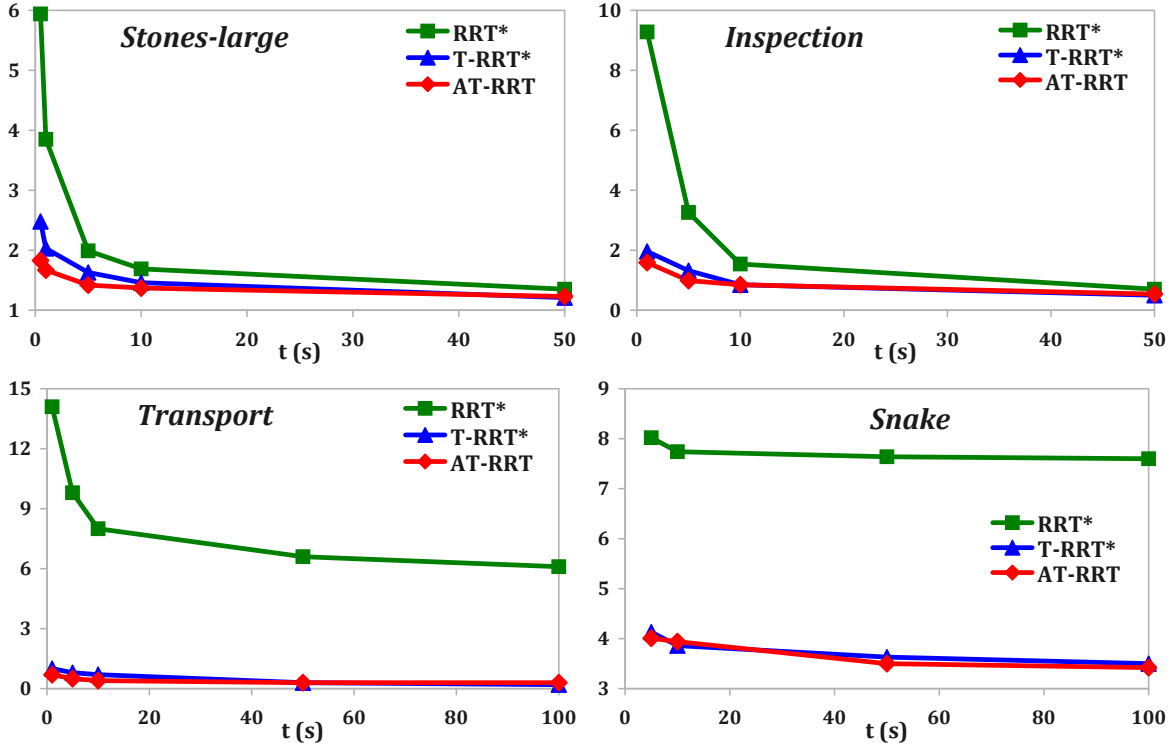 Stones-large
RRT*
T-RRT*
AT-RRT
6
5
4
3
2
1
0 10 20 30 40 50
t (s)
Inspection
RRT*
T-RRT*
AT-RRT
10
8
6
4
2
0
0 10 20 30 40 50
t (s)
Transport
RRT*
T-RRT*
AT-RRT
15
12
9
6
3
0
0 20 40 60 80 100
t (s)
Snake
RRT*
T-RRT*
AT-RRT
9
8
7
6
5
4
3
0 20 40 60 80 100
t (s)